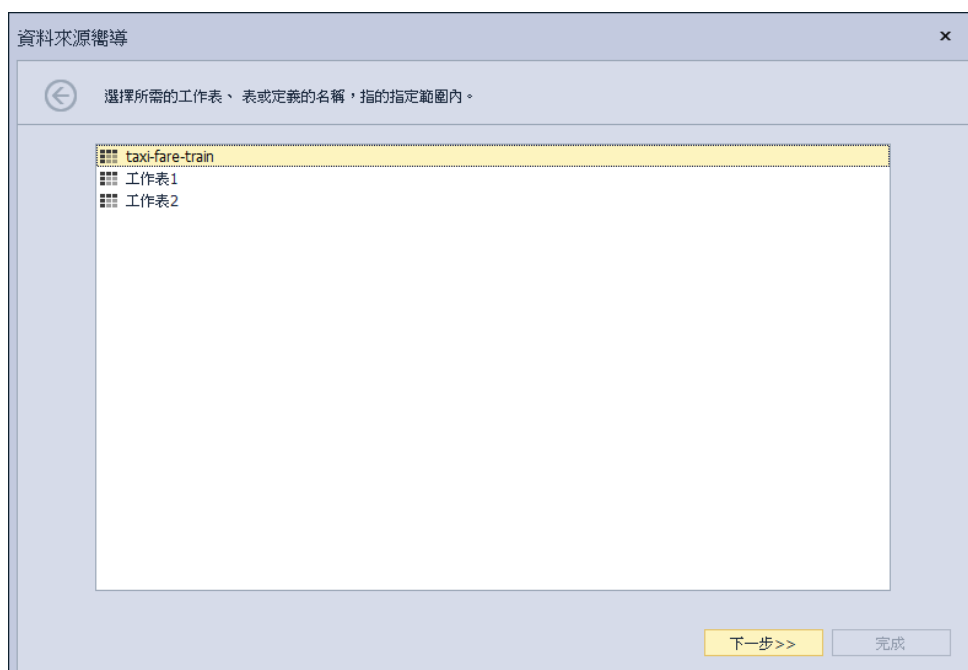 資料來源嚮導
選擇所需的工作表、 表或定義的名稱，指的指定範圍內。
taxi-fare-train
工作表1
工作表2
下一步>>
完成